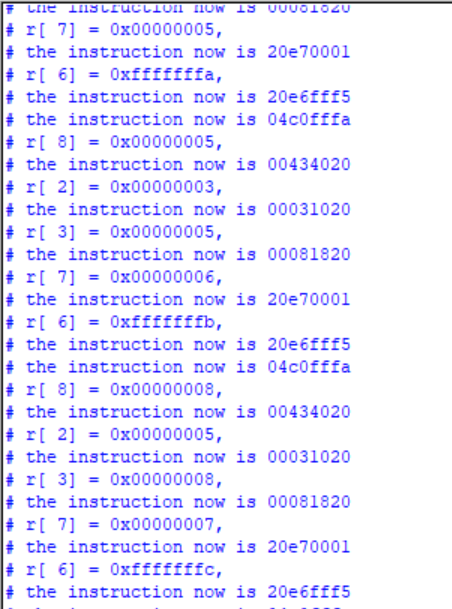 # the instruction now is 00081820
# r[ 7] = 0x00000005,
# the instruction now is 20e70001
# r[ 6] = 0xfffffffa,
# the instruction now is 20e6fff5
# the instruction now is 04c0fffa
# r[ 8] = 0x00000005,
# the instruction now is 00434020
# r[ 2] = 0x00000003,
# the instruction now is 00031020
# r[ 3] = 0x00000005,
# the instruction now is 00081820
# r[ 7] = 0x00000006,
# the instruction now is 20e70001
# r[ 6] = 0xfffffffb,
# the instruction now is 20e6fff5
# the instruction now is 04c0fffa
# r[ 8] = 0x00000008,
# the instruction now is 00434020
# r[ 2] = 0x00000005,
# the instruction now is 00031020
# r[ 3] = 0x00000008,
# the instruction now is 00081820
# r[ 7] = 0x00000007,
# the instruction now is 20e70001
# r[ 6] = 0xfffffffc,
# the instruction now is 20e6fff5